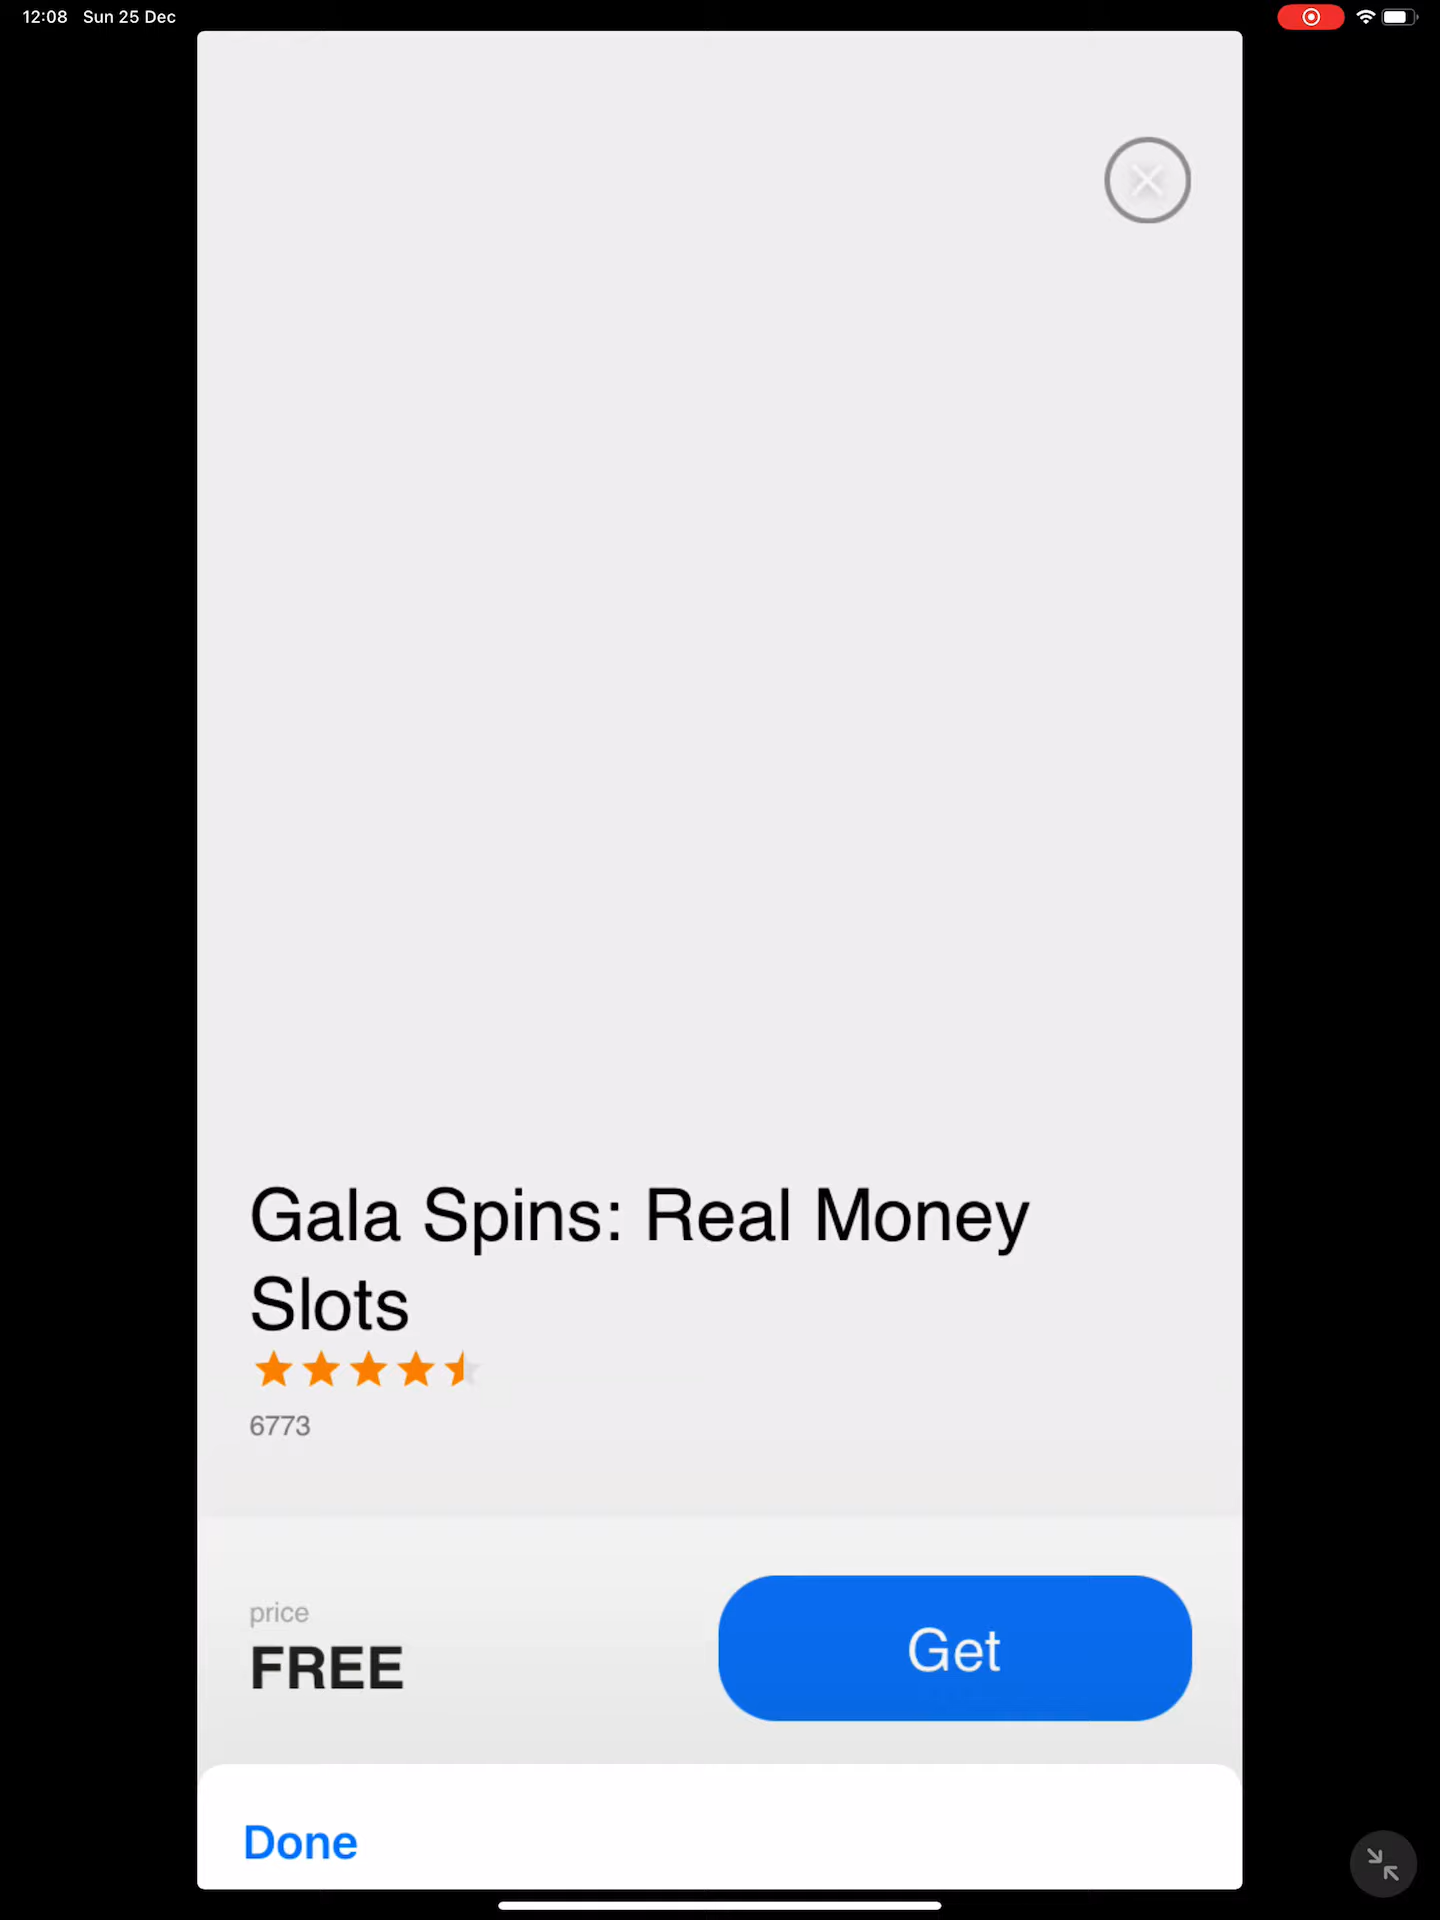 12:08 Sun 25 Dec
Gala Spins: Real Money
Slots
6773
price
FREE
Get
Done